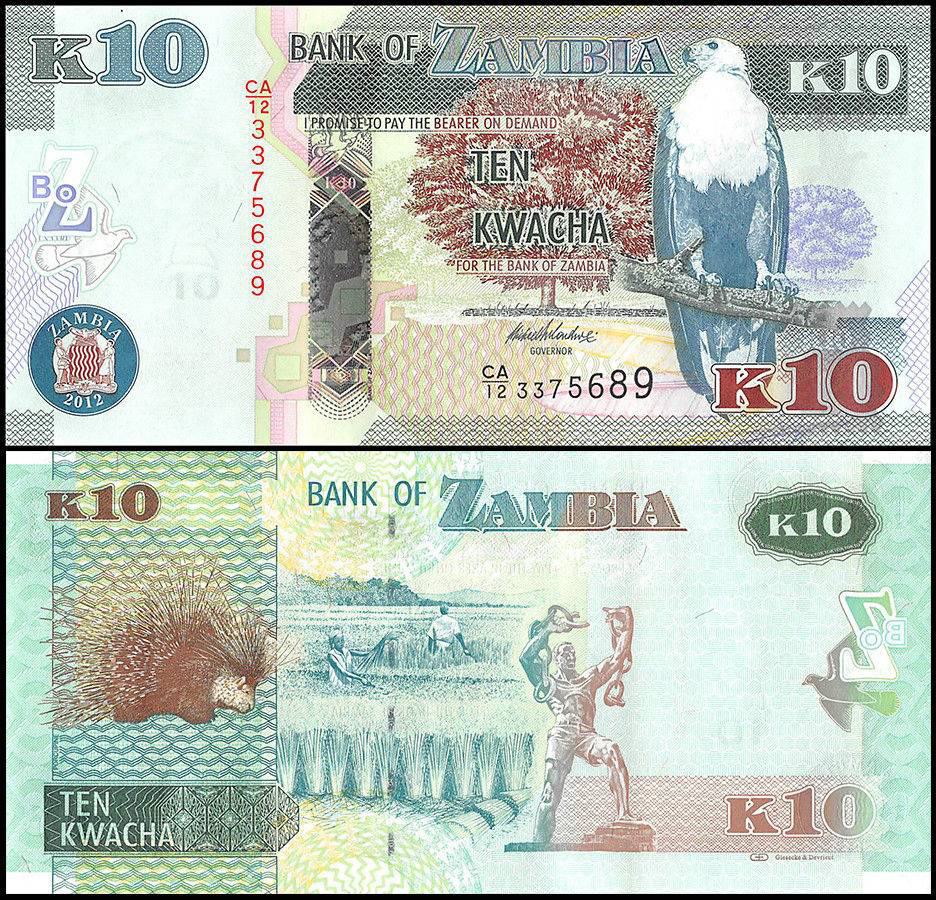 K10
BANK OF ZAMBIA
K10
CA/12 3375689
I PROMISE TO PAY THE BEARER ON DEMAND
K10
TEN
KWACHA
FOR THE BANK OF ZAMBIA
BoZ
GOVERNOR
ZAMBIA
2012
CA/12 3375689
K10
K10
BANK OF ZAMBIA
K10
BoZ
TEN
KWACHA
K10
Giesecke & Devrient